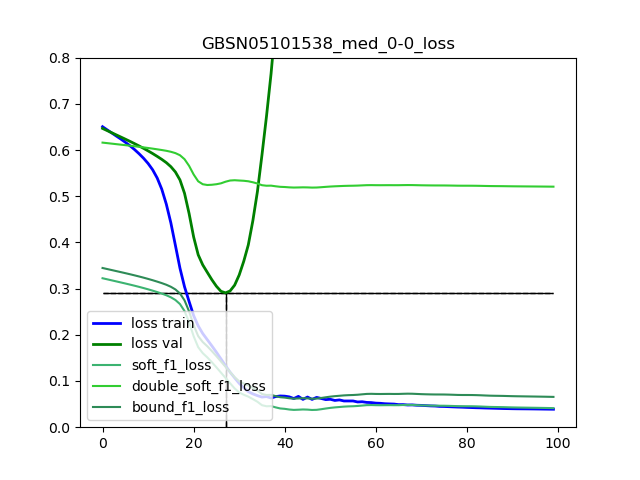 GBSN05101538_med_0-0_loss
0.8
0.7
0.6
0.5
0.4
0.3
0.2
0.1
0.0
loss train
loss val
soft_f1_loss
double_soft_f1_loss
bound_f1_loss
0 20 40 60 80 100